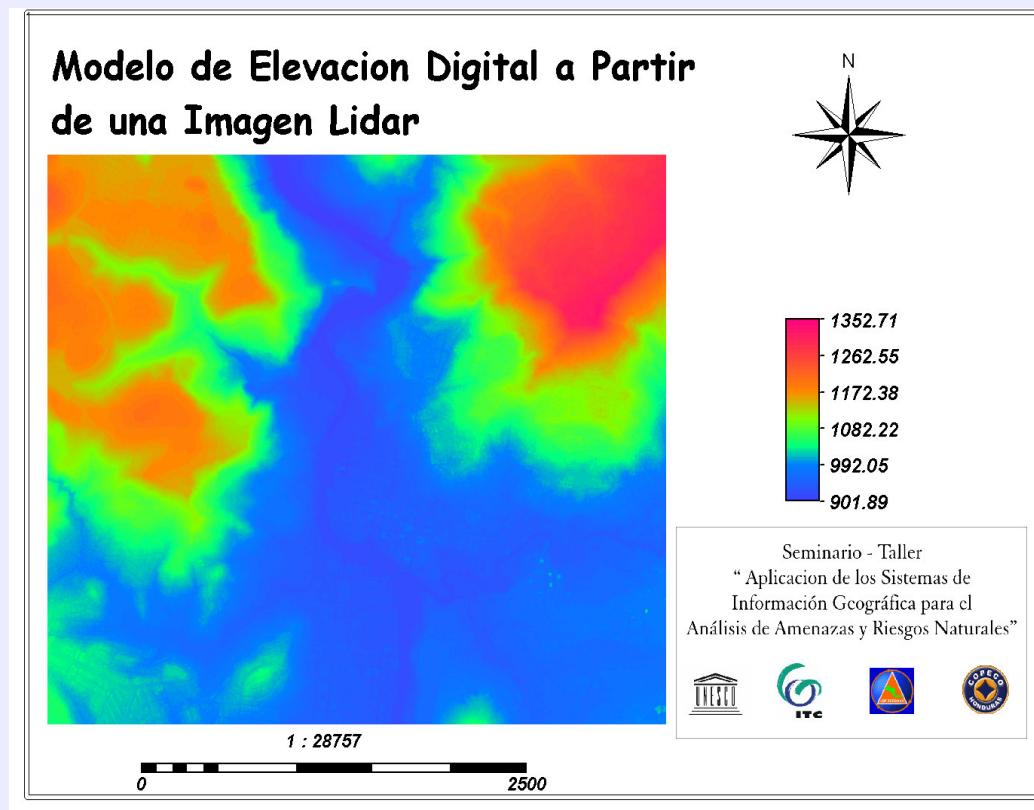 Modelo de Elevacion Digital a Partir
de una Imagen Lidar
N
1352.71
1262.55
1172.38
1082.22
992.05
901.89
Seminario - Taller
“ Aplicacion de los Sistemas de
Información Gcográfica para cl
Análisis de Amenazas y Riesgos Naturales”
UNESCO
ITC
COPECO
HONDURAS
1 : 28757
0
2500